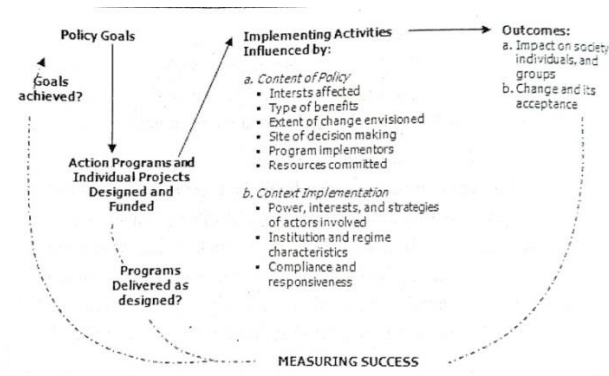 Policy Goals
Goals
achieved?
Action Programs and
Individual Projects
Designed and
Funded
Programs
Delivered as
designed?
Implementing Activities
Influenced by:
a. Content of Policy
▪ Intersts affected
▪ Type of benefits
▪ Extent of change envisioned
▪ Site of decision making
▪ Program implementors
▪ Resources committed
b. Context Implementation
▪ Power, interests, and strategies
of actors involved
▪ Institution and regime
characteristics
▪ Compliance and
responsiveness
Outcomes:
a. Impact on society
individuals, and
groups
b. Change and its
acceptance
MEASURING SUCCESS